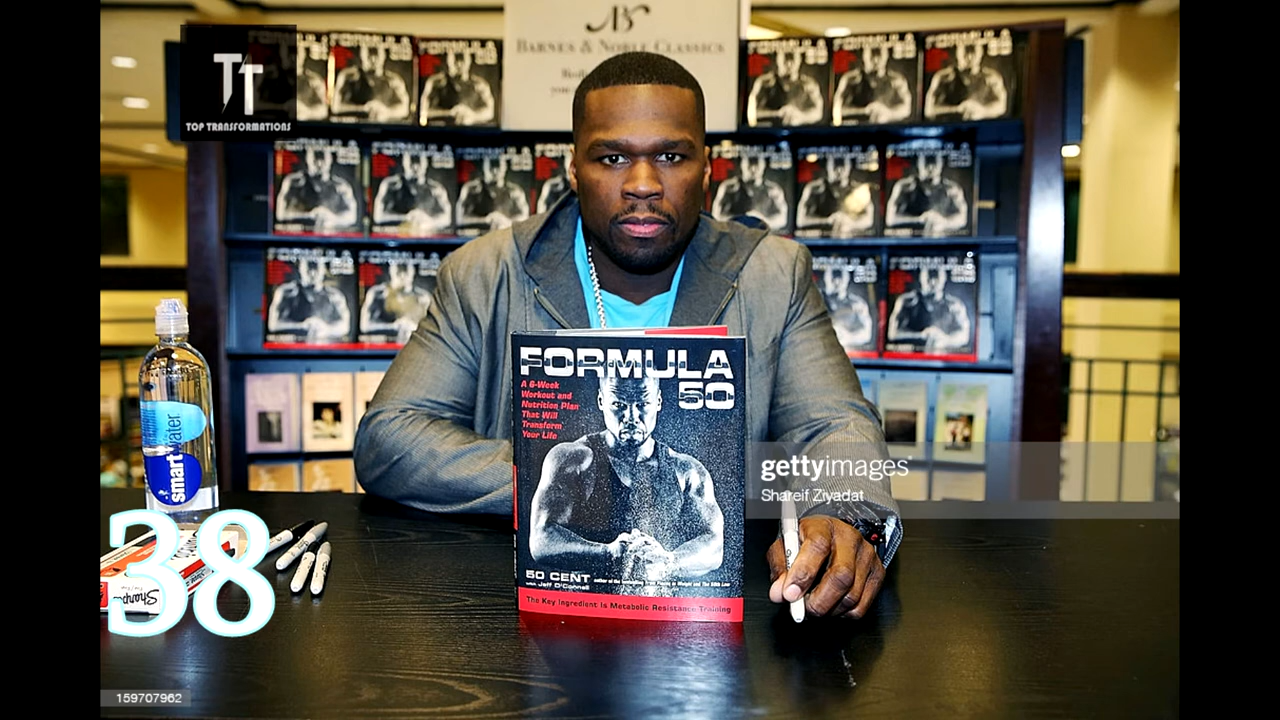 BARNES & NOBLE CLASSICS
TT
TOP TRANSFORMATIONS
FORMULA
50
A 6-Week
Workout and
Nutrition Plan
That Will
Transform
Your Life
50 CENT
with Jeff O'Connell
The Key Ingredient Is Metabolic Resistance Training
smartwater
Sharpie
38
gettyimages
Shareif Ziyadat
159707962